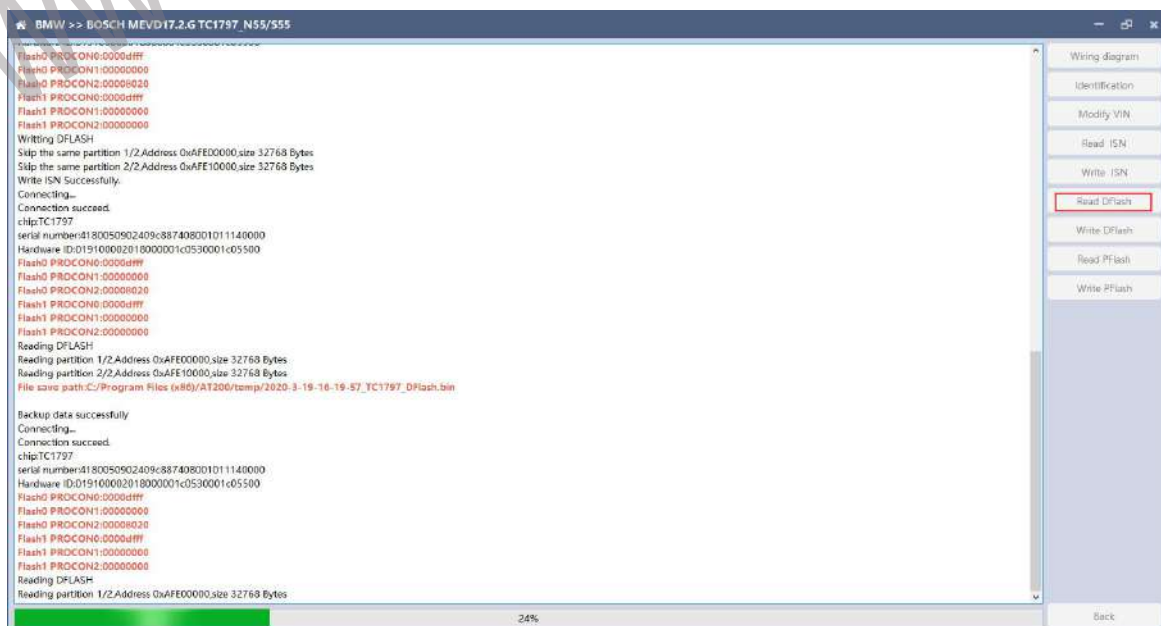 BMW >> BOSCH MEVD17.2.G TC1797_N55/S55
Flash0 PROCON0:0000dfff
Flash0 PROCON1:00000000
Flash0 PROCON2:00008020
Flash1 PROCON0:0000dfff
Flash1 PROCON1:00000000
Flash1 PROCON2:00000000
Writting DFLASH
Skip the same partition 1/2,Address 0xAFE00000,size 32768 Bytes
Skip the same partition 2/2,Address 0xAFE10000,size 32768 Bytes
Write ISN Successfully.
Connecting...
Connection succeed.
chip:TC1797
serial number:4180050902409c887408001011140000
Hardware ID:019100002018000001c0530001c05500
Flash0 PROCON0:0000dfff
Flash0 PROCON1:00000000
Flash0 PROCON2:00008020
Flash1 PROCON0:0000dfff
Flash1 PROCON1:00000000
Flash1 PROCON2:00000000
Reading DFLASH
Reading partition 1/2,Address 0xAFE00000,size 32768 Bytes
Reading partition 2/2,Address 0xAFE10000,size 32768 Bytes
File save path:C:/Program Files (x86)/AT200/temp/2020-3-19-16-19-57_TC1797_DFlash.bin
Backup data successfully
Connecting...
Connection succeed.
chip:TC1797
serial number:4180050902409c887408001011140000
Hardware ID:019100002018000001c0530001c05500
Flash0 PROCON0:0000dfff
Flash0 PROCON1:00000000
Flash0 PROCON2:00008020
Flash1 PROCON0:0000dfff
Flash1 PROCON1:00000000
Flash1 PROCON2:00000000
Reading DFLASH
Reading partition 1/2,Address 0xAFE00000,size 32768 Bytes
24%
Wiring diagram
Identification
Modify VIN
Read ISN
Write ISN
Read DFlash
Write DFlash
Read PFlash
Write PFlash
Back